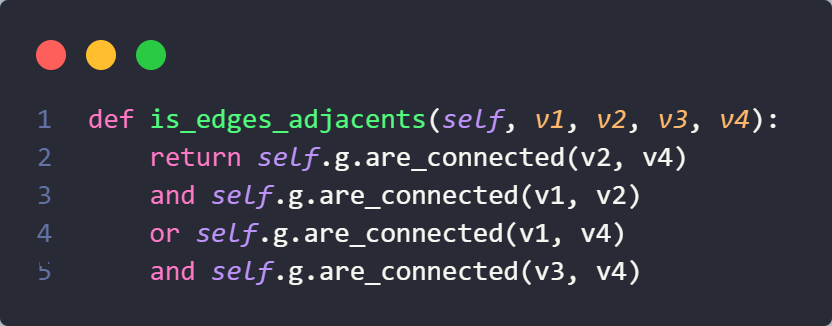 1 def is_edges_adjacents(self, v1, v2, v3, v4):
2     return self.g.are_connected(v2, v4)
3     and self.g.are_connected(v1, v2)
4     or self.g.are_connected(v1, v4)
5     and self.g.are_connected(v3, v4)